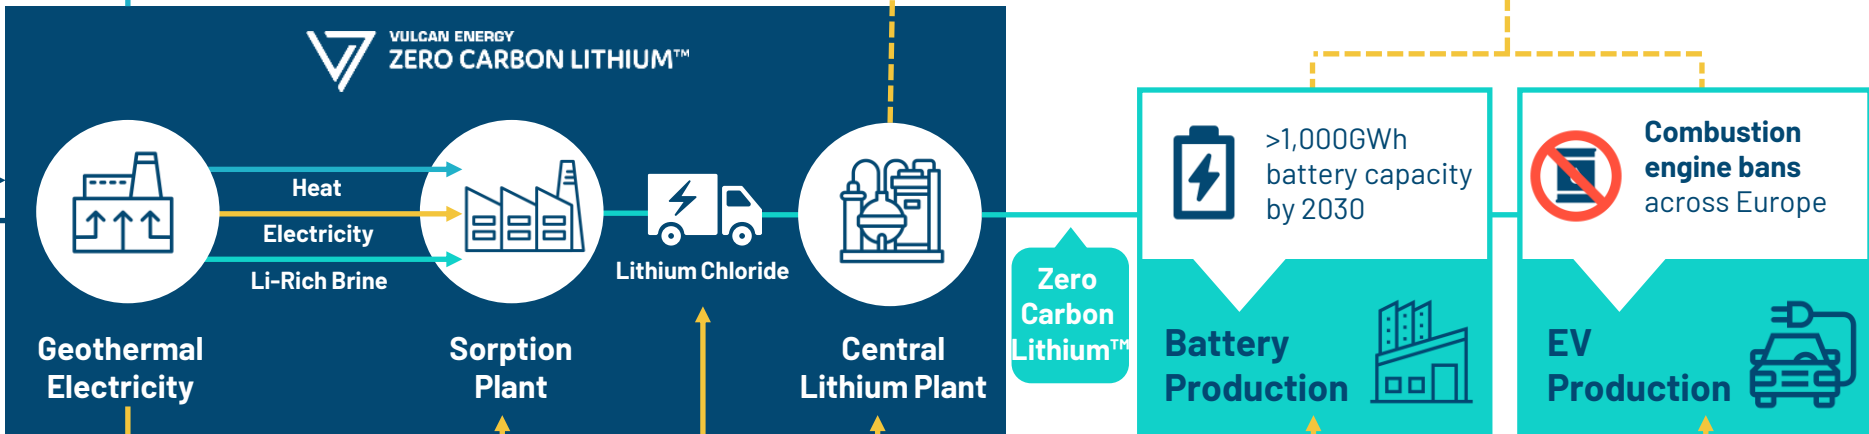 VULCAN ENERGY
ZERO CARBON LITHIUM™
Heat
Electricity
Li-Rich Brine
Lithium Chloride
Geothermal
Electricity
Sorption
Plant
Central
Lithium Plant
Zero
Carbon
Lithium™
>1,000GWh
battery capacity
by 2030
Battery
Production
Combustion
engine bans
across Europe
EV
Production